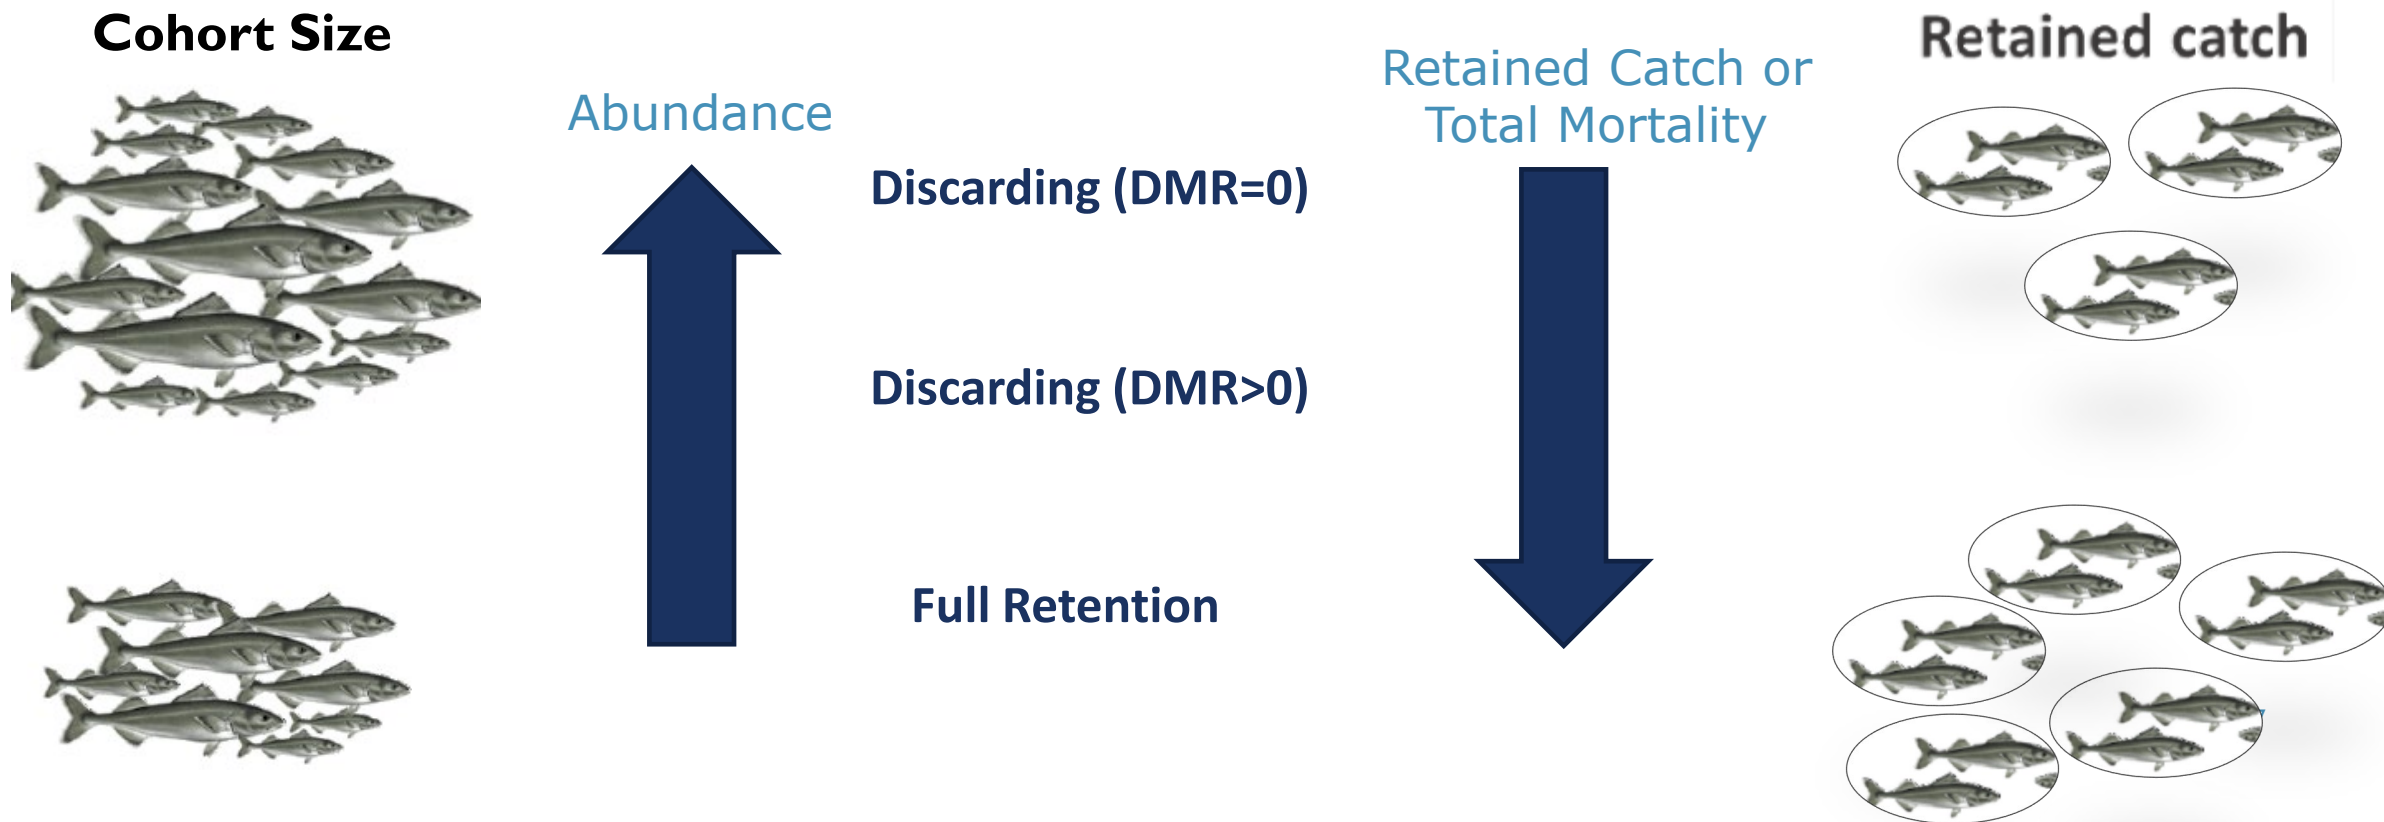 Cohort Size
Abundance
Discarding (DMR=0)
Discarding (DMR>0)
Full Retention
Retained Catch or
Total Mortality
Retained catch